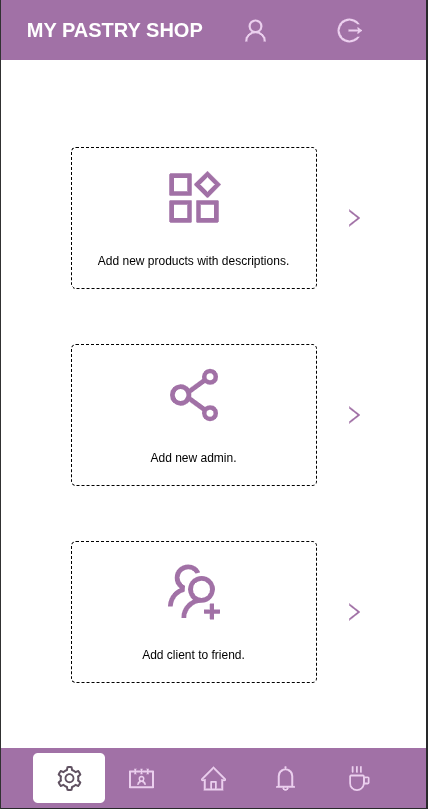 MY PASTRY SHOP
Add new products with descriptions.
Add new admin.
Add client to friend.